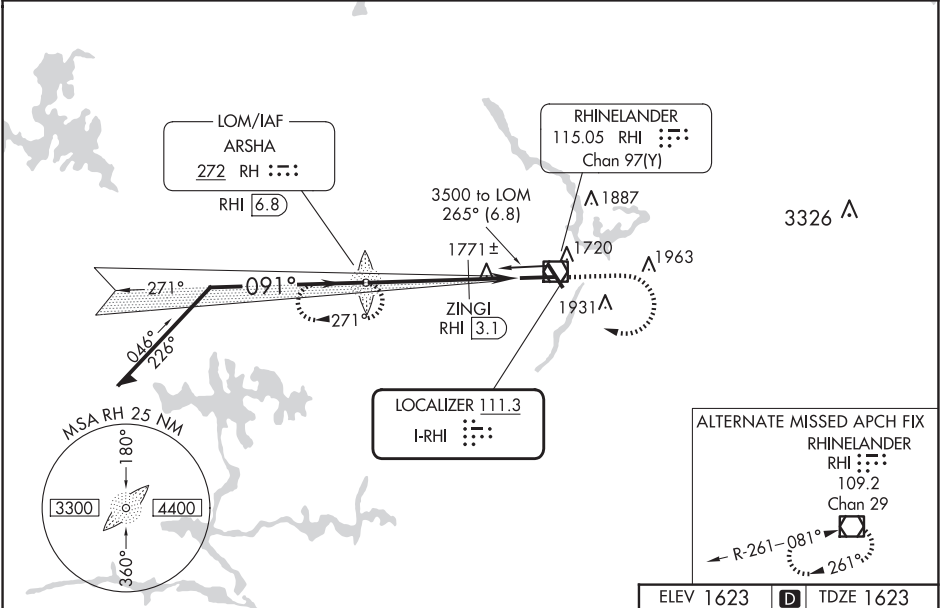 LOM/IAF
ARSHA
272 RH
RHI 6.8
RHINELANDER
115.05 RHI
Chan 97(Y)
3500 to LOM
265° (6.8)
1887
3326
1771 ±
1720
1963
271°
091°
271°
ZINGI
RHI 3.1
1931
046°
226°
LOCALIZER 111.3
I-RHI
MSA RH 25 NM
180°
3300
4400
360°
ALTERNATE MISSED APCH FIX
RHINELANDER
RHI
109.2
Chan 29
R-261
081°
261°
ELEV 1623 D TDZE 1623